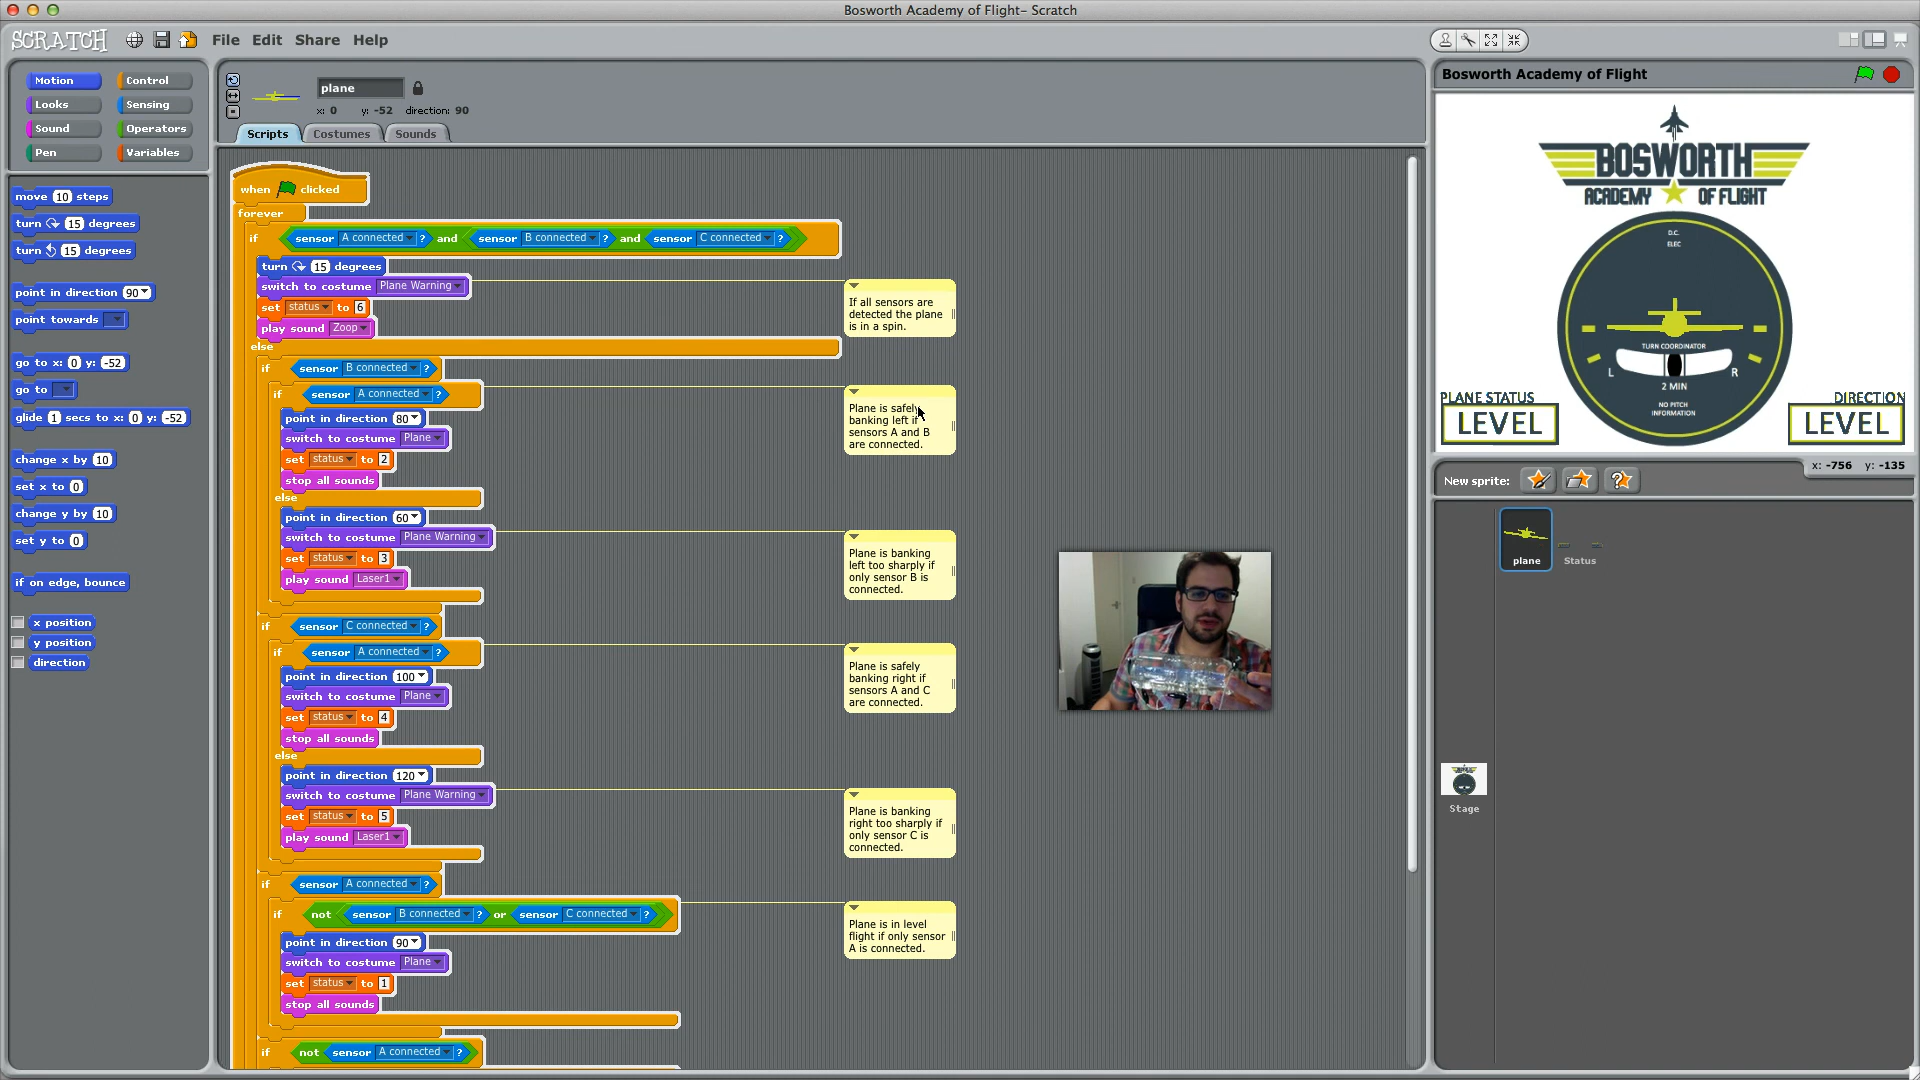 Bosworth Academy of Flight- Scratch
SCRATCH File Edit Share Help
Motion Control
Looks Sensing
Sound Operators
Pen Variables
move 10 steps
turn 15 degrees
turn 15 degrees
point in direction 90
point towards
go to x: 0 y: -52
go to
glide 1 secs to x: 0 y: -52
change x by 10
set x to 0
change y by 10
set y to 0
if on edge, bounce
x position
y position
direction
plane
x: 0 y: -52 direction: 90
Scripts Costumes Sounds
when clicked
forever
if sensor A connected ? and sensor B connected ? and sensor C connected ?
turn 15 degrees
switch to costume Plane Warning
set status to 6
play sound Zoop
else
if sensor B connected ?
if sensor A connected ?
point in direction 80
switch to costume Plane
set status to 2
stop all sounds
else
point in direction 60
switch to costume Plane Warning
set status to 3
play sound Laser1
if sensor C connected ?
if sensor A connected ?
point in direction 100
switch to costume Plane
set status to 4
stop all sounds
else
point in direction 120
switch to costume Plane Warning
set status to 5
play sound Laser1
if sensor A connected ?
if not sensor B connected ? or sensor C connected ?
point in direction 90
switch to costume Plane
set status to 1
stop all sounds
if not sensor A connected ?
If all sensors are
detected the plane
is in a spin.
Plane is safely
banking left if
sensors A and B
are connected.
Plane is banking
left too sharply if
only sensor B is
connected.
Plane is safely
banking right if
sensors A and C
are connected.
Plane is banking
right too sharply if
only sensor C is
connected.
Plane is in level
flight if only sensor
A is connected.
Bosworth Academy of Flight
BOSWORTH
ACADEMY OF FLIGHT
D.C.
ELEC
TURN COORDINATOR
L R
2 MIN
NO PITCH
INFORMATION
PLANE STATUS
LEVEL
DIRECTION
LEVEL
x: -756 y: -135
New sprite:
plane Status
Stage